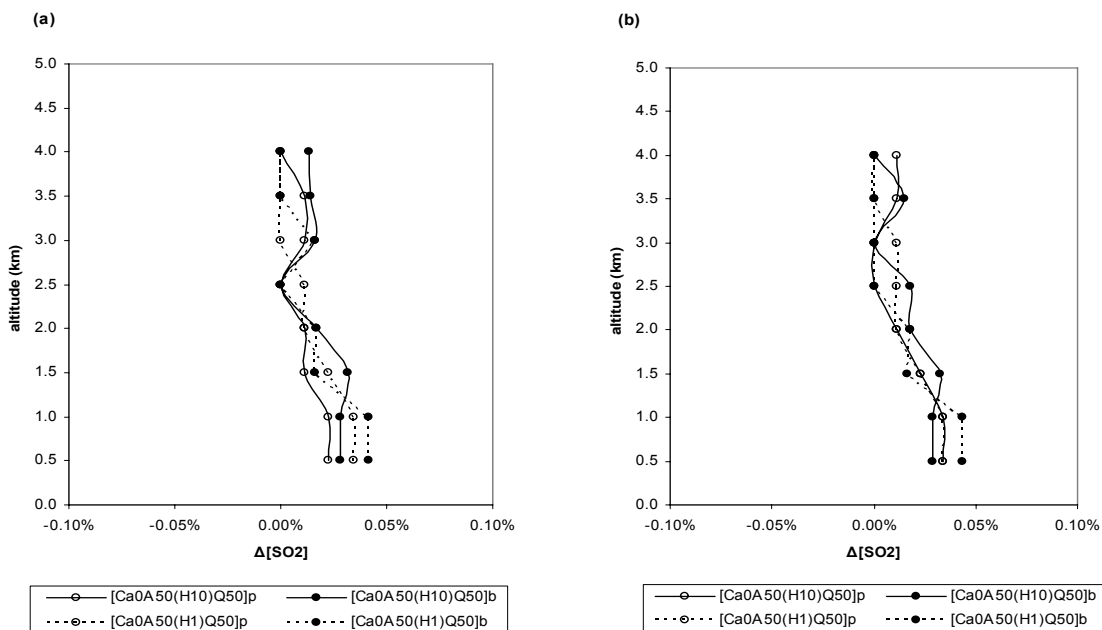 (a)
5.0
4.5
4.0
3.5
3.0
2.5
2.0
1.5
1.0
0.5
0.0
altitude (km)
-0.10% -0.05% 0.00% 0.05% 0.10%
Δ[SO2]
[Ca0A50(H10)Q50]p [Ca0A50(H10)Q50]b
[Ca0A50(H1)Q50]p [Ca0A50(H1)Q50]b
(b)
5.0
4.5
4.0
3.5
3.0
2.5
2.0
1.5
1.0
0.5
0.0
altitude (km)
-0.10% -0.05% 0.00% 0.05% 0.10%
Δ[SO2]
[Ca0A50(H10)Q50]p [Ca0A50(H10)Q50]b
[Ca0A50(H1)Q50]p [Ca0A50(H1)Q50]b